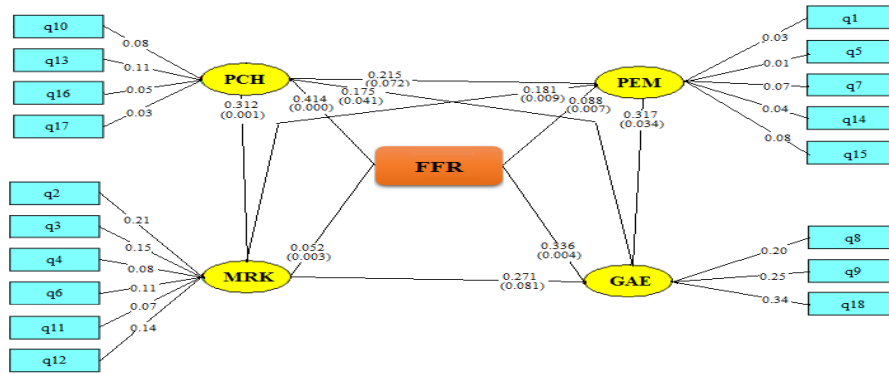 q10
q13
q16
q17
0.08
0.11
0.05
0.03
PCH
q1
q5
q7
q14
q15
0.03
0.01
0.07
0.04
0.08
PEM
0.215
(0.072)
0.175
(0.041)
0.414
(0.000)
0.312
(0.001)
0.181
(0.009)
0.088
(0.007)
0.317
(0.034)
FFR
q2
q3
q4
q6
q11
q12
0.21
0.15
0.08
0.11
0.07
0.14
MRK
0.052
(0.003)
0.336
(0.004)
0.271
(0.081)
GAE
q8
q9
q18
0.20
0.25
0.34